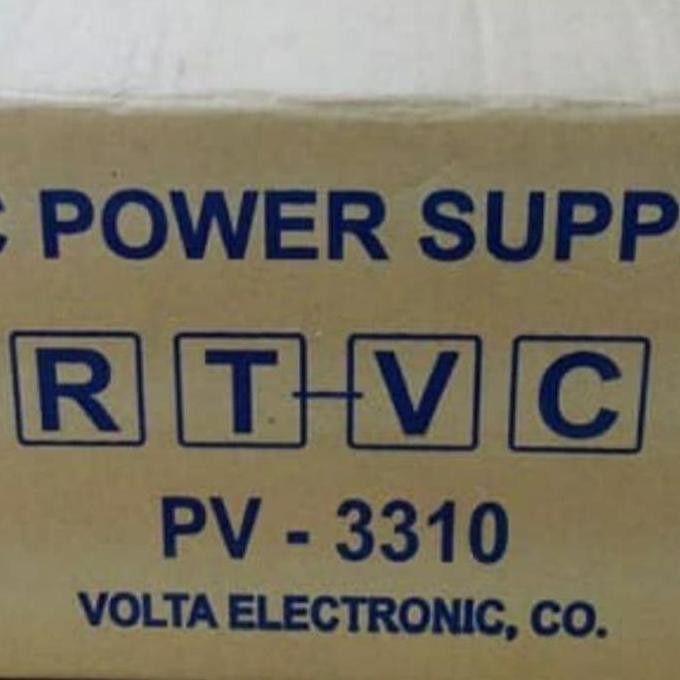 C POWER SUPP
R T-V C
PV - 3310
VOLTA ELECTRONIC, CO.